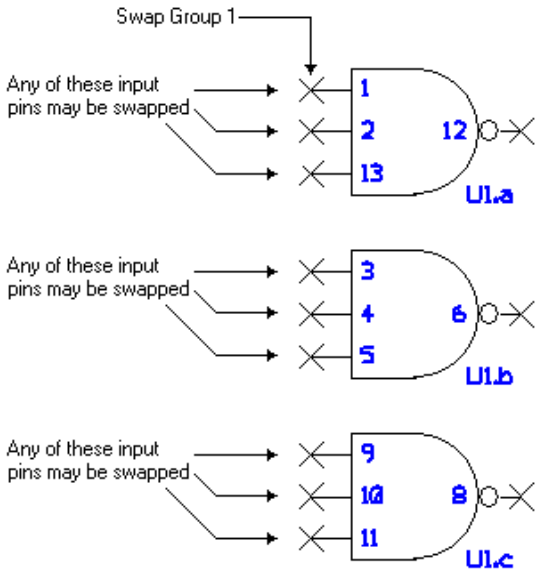 Swap Group 1
Any of these input
pins may be swapped
1
2
12
13
U1.a
Any of these input
pins may be swapped
3
4
6
5
U1.b
Any of these input
pins may be swapped
9
10
8
11
U1.c